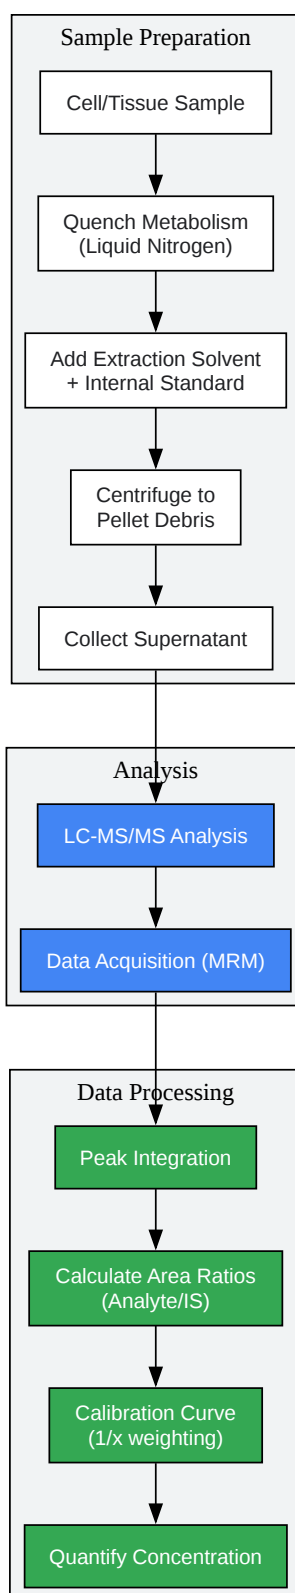 Sample Preparation
Cell/Tissue Sample
Quench Metabolism
(Liquid Nitrogen)
Add Extraction Solvent
+ Internal Standard
Centrifuge to
Pellet Debris
Collect Supernatant
Analysis
LC-MS/MS Analysis
Data Acquisition (MRM)
Data Processing
Peak Integration
Calculate Area Ratios
(Analyte/IS)
Calibration Curve
(1/x weighting)
Quantify Concentration